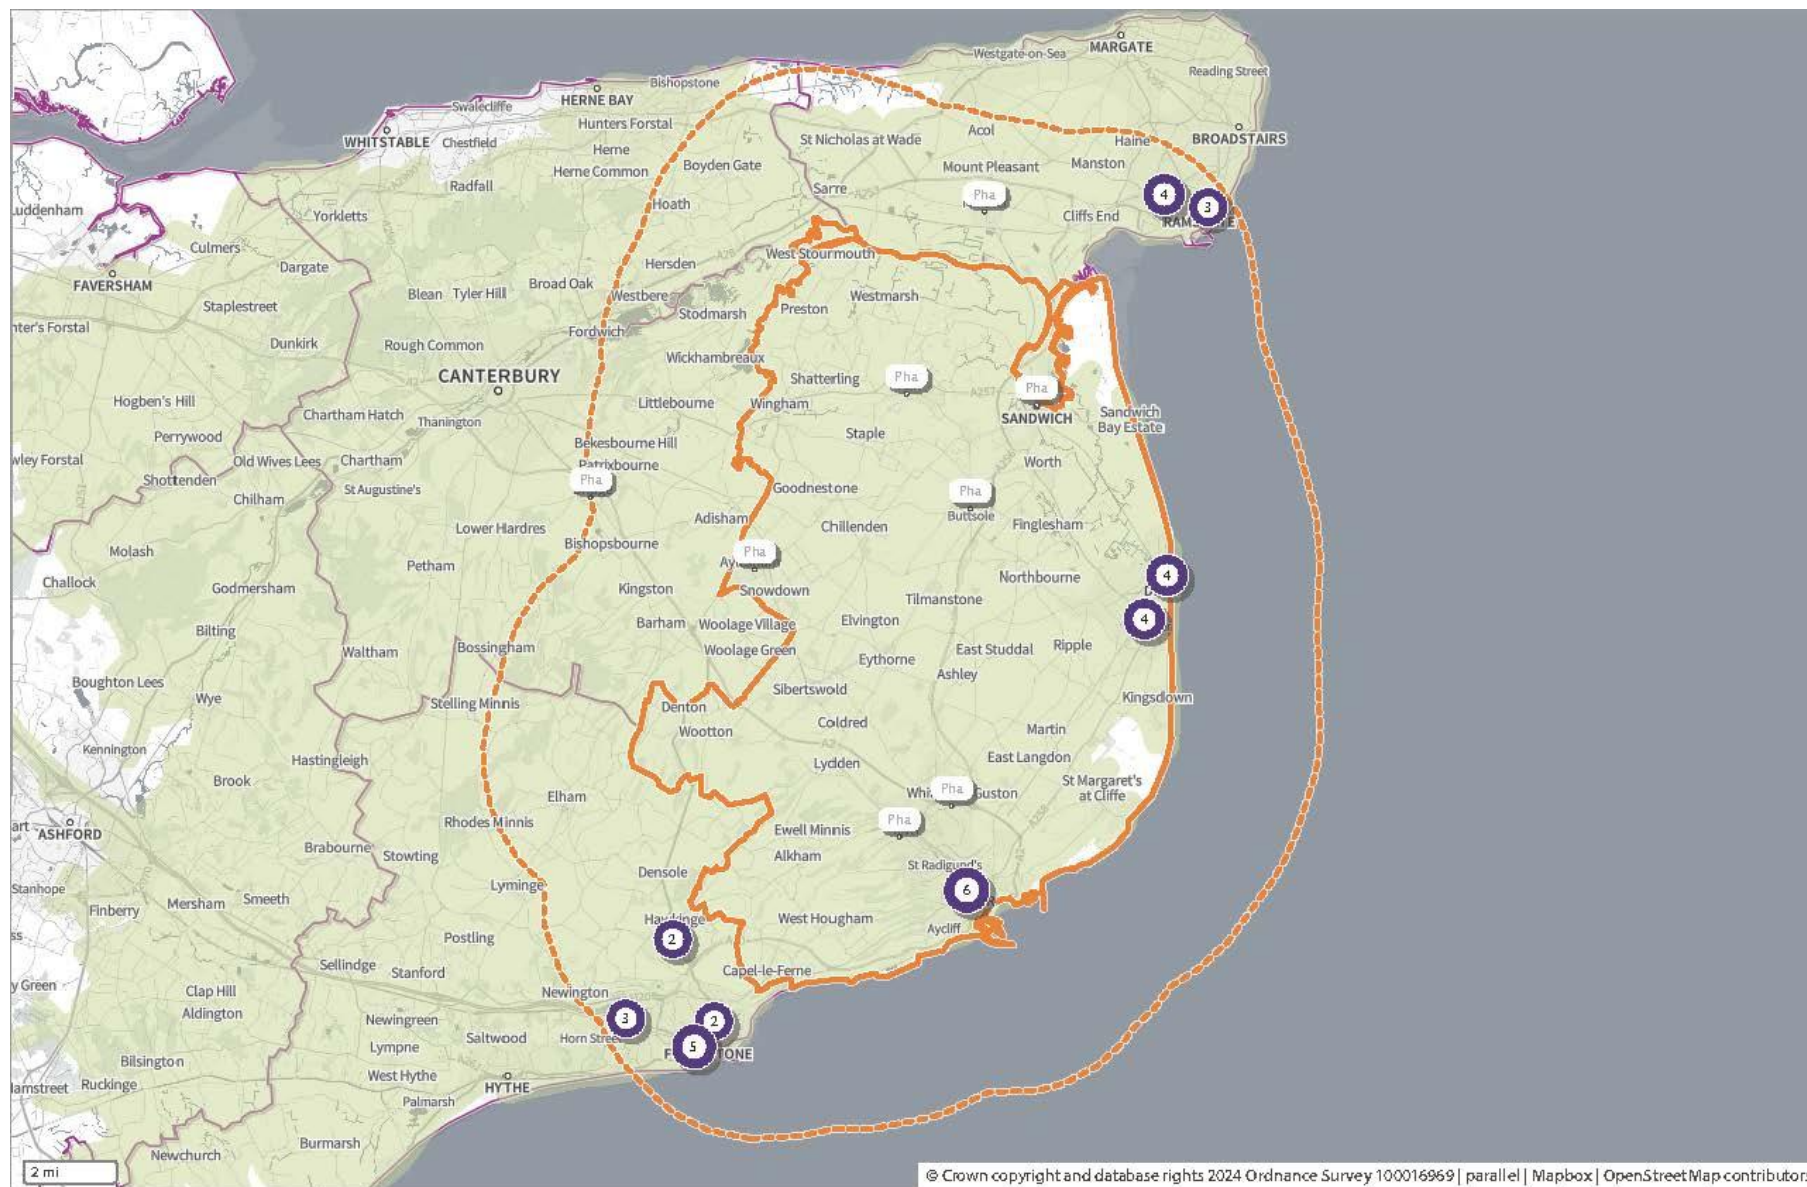 MARGATE
Westgate-on-Sea
Reading Street
Bishopstone
HERNE BAY
Swalecliffe
Hunters Forstal
WHITSTABLE
Chestfield
St Nicholas at Wade
Acol
Haine
BROADSTAIRS
Herne
Herne Common
Boyden Gate
Mount Pleasant
Manston
Radfall
Sarre
A253
Pha
4
3
Luddenham
Yorkletts
Hoath
Cliffs End
Culmers
West Stourmouth
A28
Dargate
Hersden
FAVERSHAM
Blean
Tyler Hill
Broad Oak
Westbere
Westmarsh
Staplestreet
Stodmarsh
Preston
nter's Forstal
Fordwich
Dunkirk
Rough Common
Wickhambreaux
CANTERBURY
Shatterling
Pha
A257
Pha
Hogben's Hill
Chartham Hatch
Littlebourne
Wingham
SANDWICH
Sandwich
Bay Estate
Thanington
Perrywood
Bekesbourne Hill
Staple
wley Forstal
Old Wives Lees
Chartham
Patrixbourne
Worth
Shottenden
St Augustine's
Pha
Goodnestone
Pha
Chilham
Buttsole
Lower Hardres
Adisham
Chillenden
Finglesham
Molash
Bishopsbourne
Pha
Petham
4
Challock
Godmersham
Kingston
Snowdown
Northbourne
Tilmanstone
Bilting
Barham
Woolage Village
Elvington
4
Waltham
Bossingham
Woolage Green
East Studdal
Ripple
Eythorne
Ashley
Boughton Lees
Sibertswold
Wye
Stelling Minnis
Denton
Kingsdown
Coldred
Wootton
Martin
Kennington
Hastingleigh
A2
East Langdon
Lydden
Brook
St Margaret's
at Cliffe
Elham
Pha
Guston
Rhodes Minnis
Pha
ASHFORD
Ewell Minnis
Brabourne
Stowting
Alkham
St Radigund's
Densole
Stanhope
Lyminge
6
Mersham
Smeeth
Finberry
Hawkinge
West Hougham
Aycliff
Postling
2
Sellindge
Stanford
Capel-le-Ferne
y Green
Clap Hill
Newington
Aldington
Newingreen
3
2
Saltwood
Horn Street
Lympne
5
Bilsington
HYTHE
West Hythe
Ruckinge
Palmarsh
Burmarsh
Newchurch
2 mi
© Crown copyright and database rights 2024 Ordnance Survey 100016969 | parallel | Mapbox | OpenStreetMap contributor